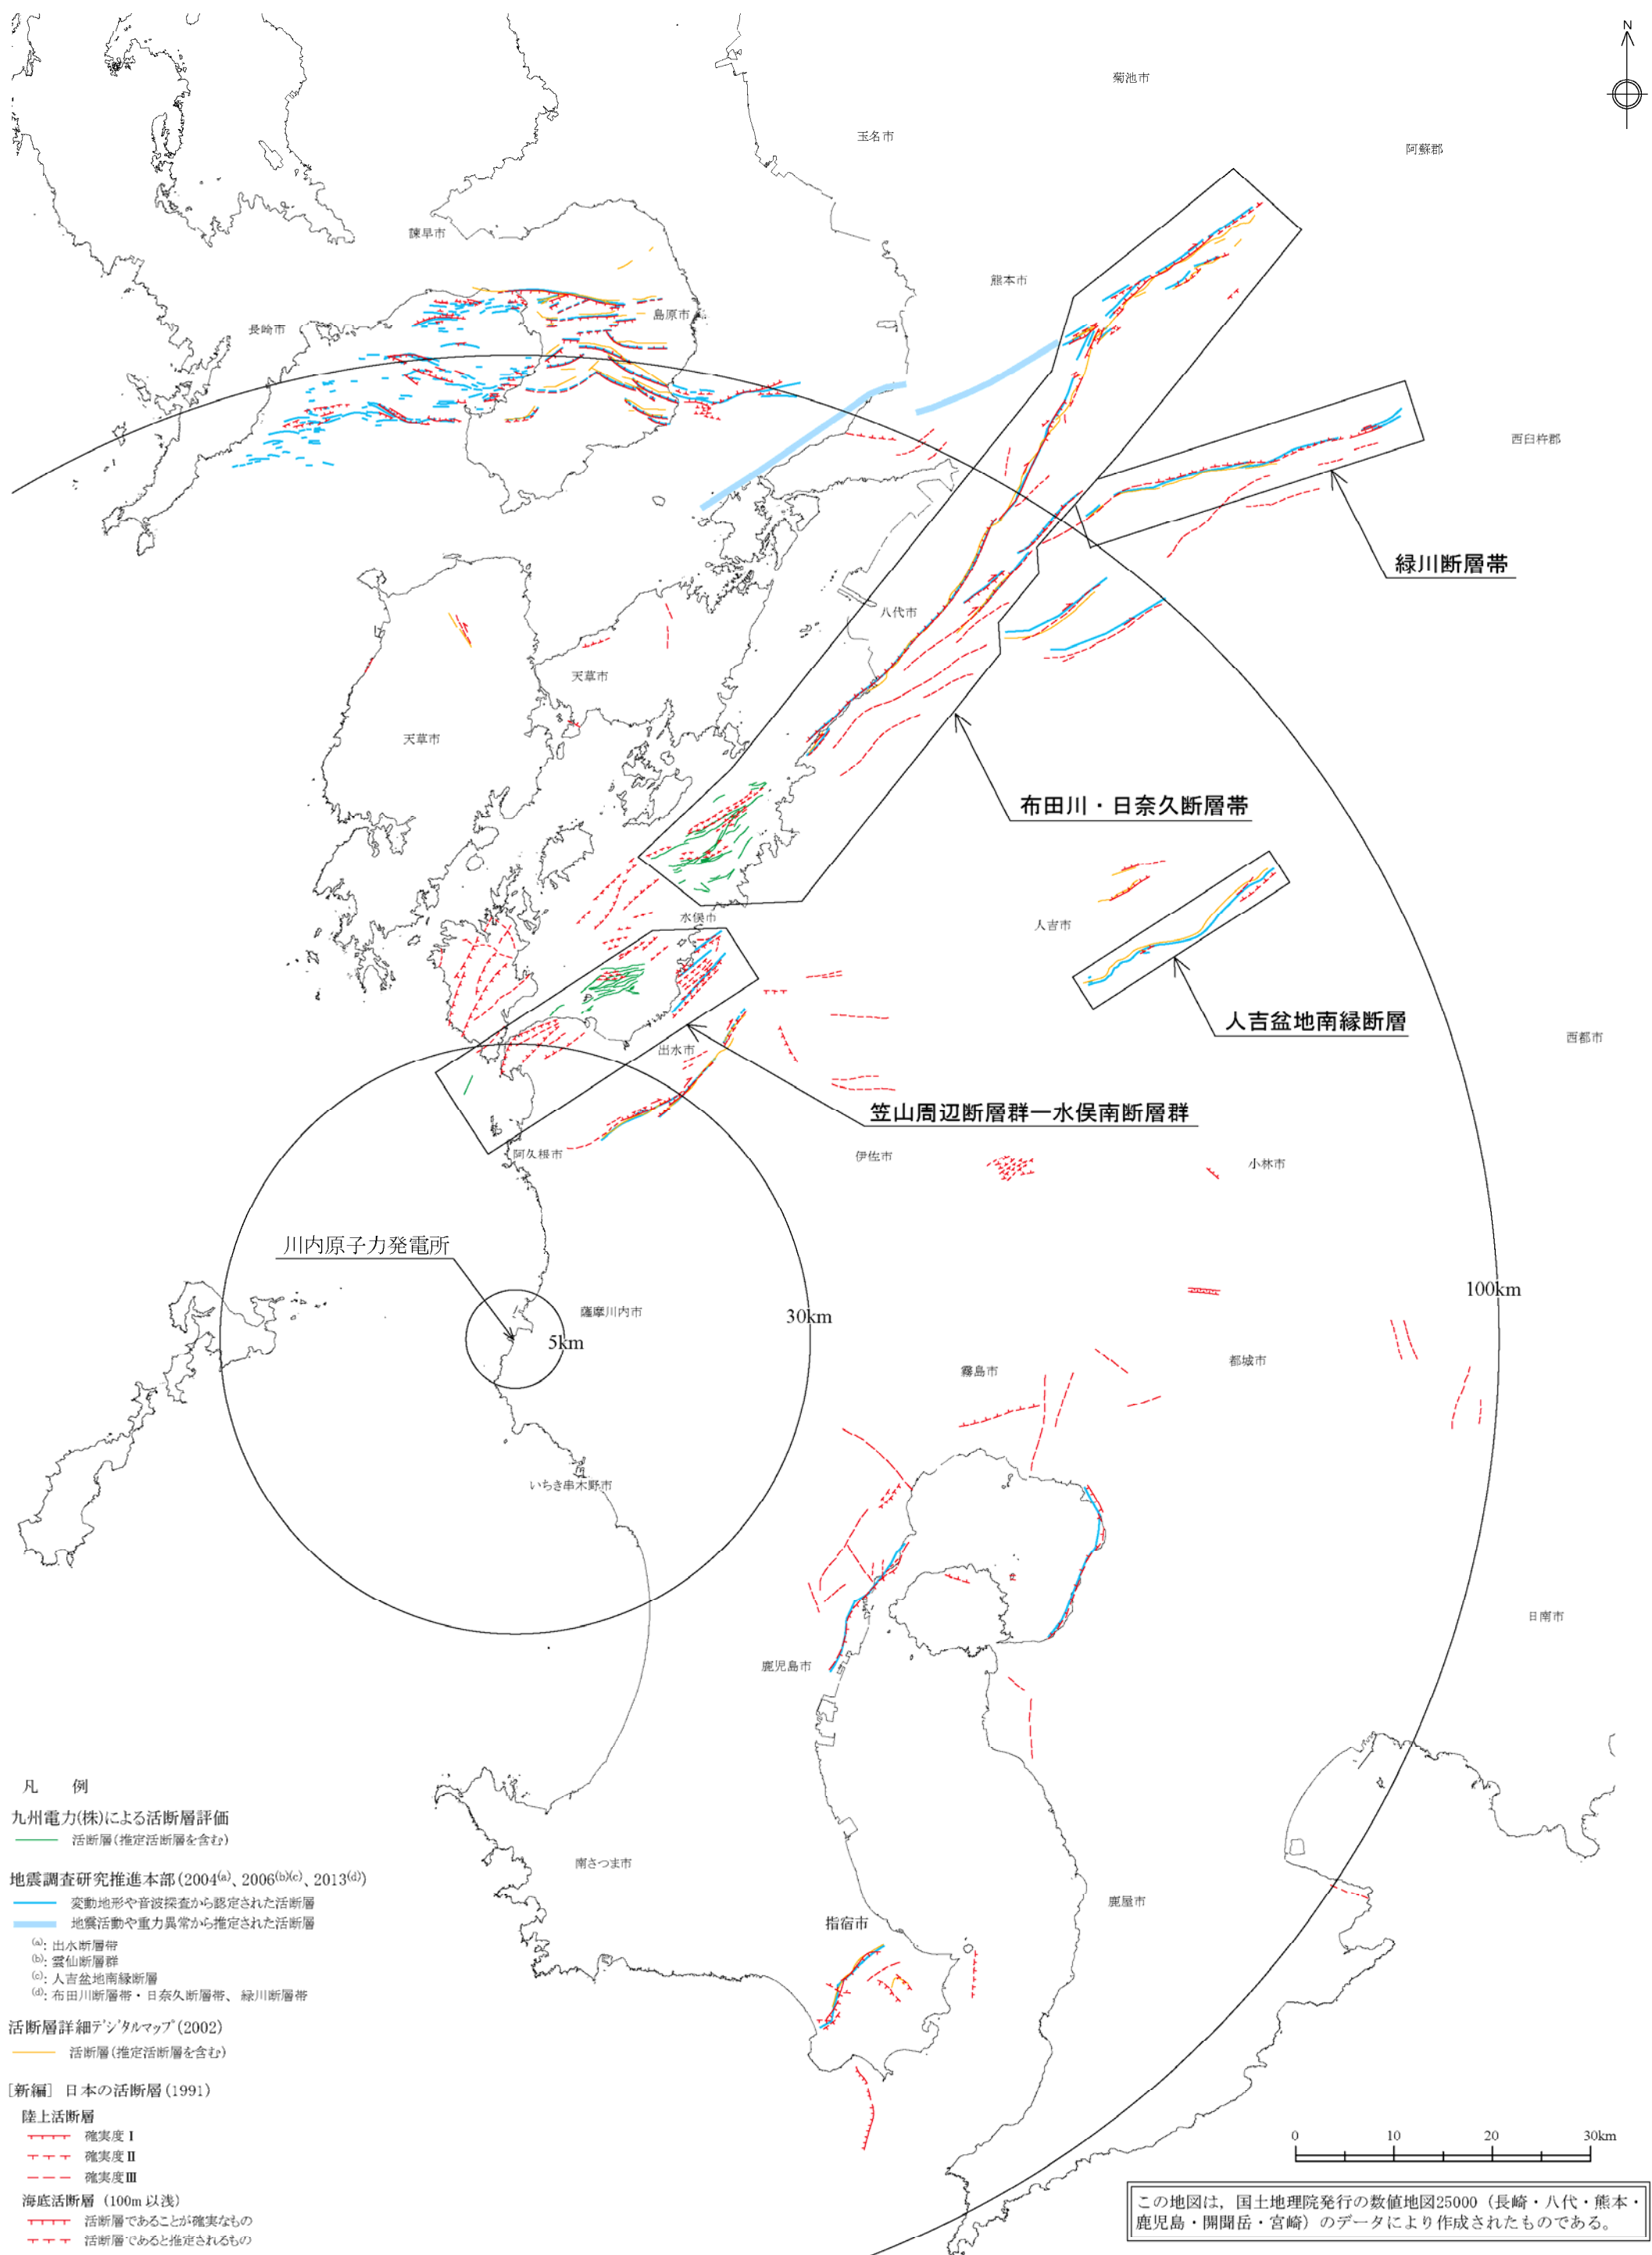 N
菊池市
玉名市
阿蘇郡
諫早市
熊本市
島原市
長崎市
西臼杵郡
緑川断層帯
八代市
天草市
天草市
布田川・日奈久断層帯
水俣市
人吉市
人吉盆地南縁断層
西都市
出水市
笠山周辺断層群ー水俣南断層群
阿久根市
伊佐市
小林市
川内原子力発電所
薩摩川内市
5km
30km
100km
霧島市
都城市
いちき串木野市
日南市
鹿児島市
南さつま市
鹿屋市
指宿市
凡　例
九州電力(株)による活断層評価
活断層(推定活断層を含む)
地震調査研究推進本部(2004(a)、2006(b)(c)、2013(d))
変動地形や音波探査から認定された活断層
地震活動や重力異常から推定された活断層
(a): 出水断層帯
(b): 雲仙断層群
(c): 人吉盆地南縁断層
(d): 布田川断層帯・日奈久断層帯、緑川断層帯
活断層詳細デジタルマップ(2002)
活断層(推定活断層を含む)
[新編] 日本の活断層(1991)
陸上活断層
確実度Ⅰ
確実度Ⅱ
確実度Ⅲ
海底活断層 (100m以浅)
活断層であることが確実なもの
活断層であると推定されるもの
0 10 20 30km
この地図は，国土地理院発行の数値地図25000（長崎・八代・熊本・
鹿児島・開聞岳・宮崎）のデータにより作成されたものである。